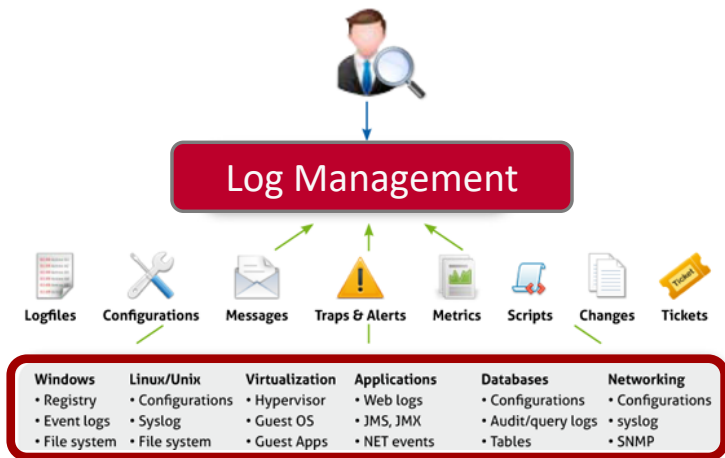 Log Management
Logfiles Configurations Messages Traps & Alerts Metrics Scripts Changes Tickets
Ticket
Windows Linux/Unix Virtualization Applications Databases Networking
• Registry • Configurations • Hypervisor • Web logs • Configurations • Configurations
• Event logs • Syslog • Guest OS • JMS, JMX • Audit/query logs • syslog
• File system • File system • Guest Apps • NET events • Tables • SNMP